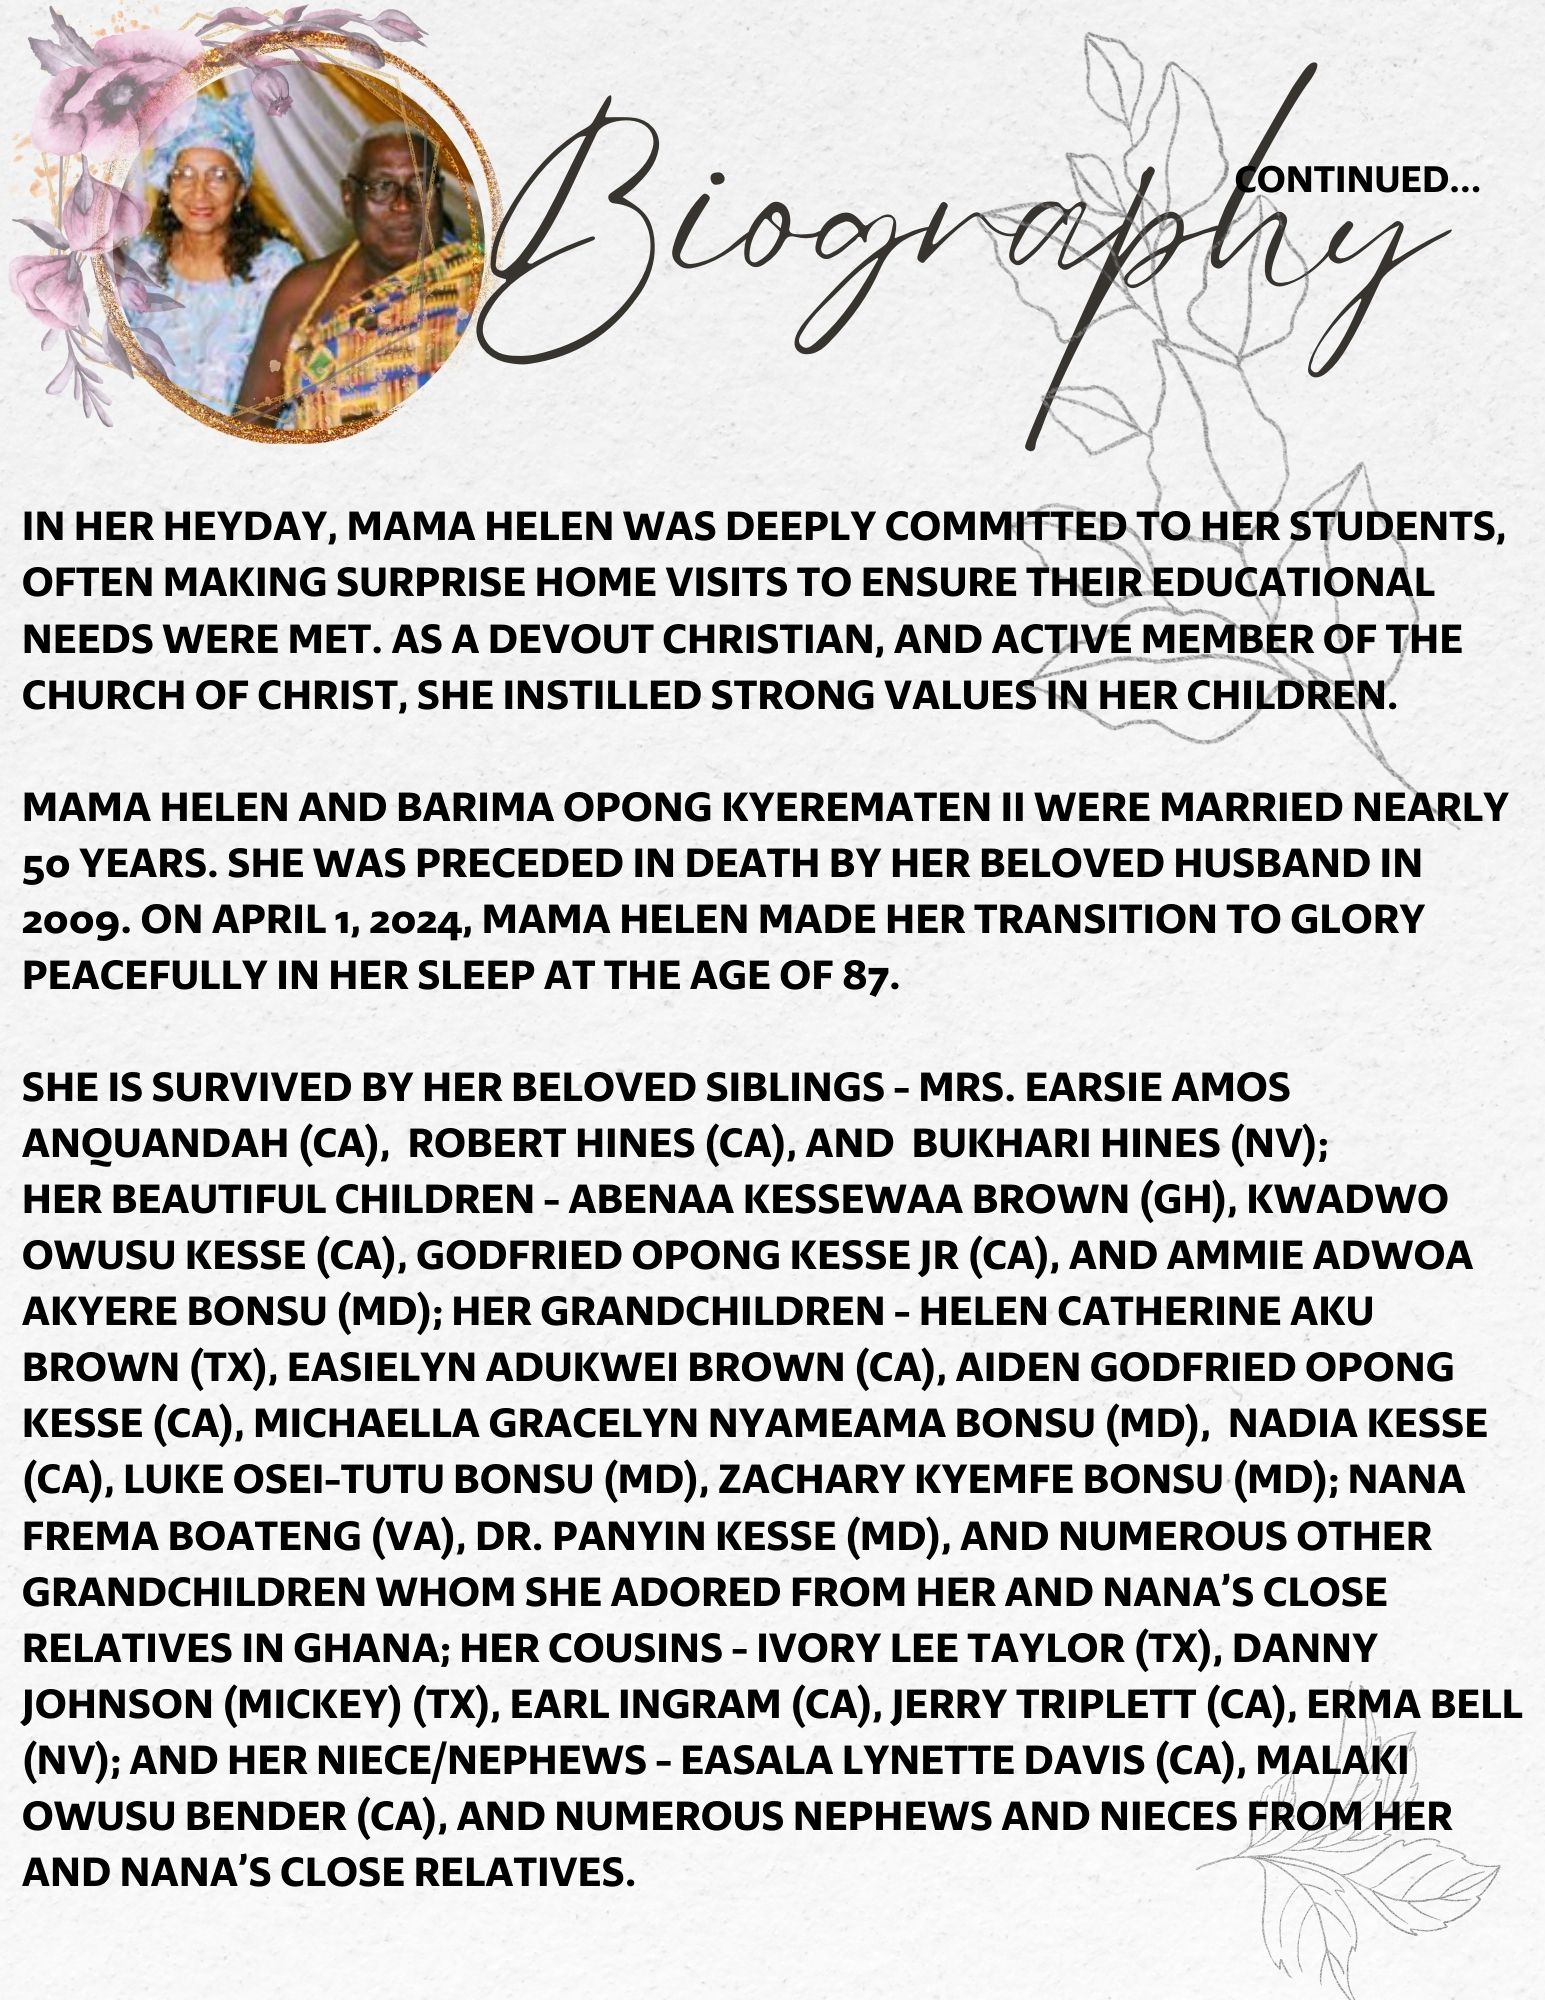 Biography
CONTINUED...
IN HER HEYDAY, MAMA HELEN WAS DEEPLY COMMITTED TO HER STUDENTS,
OFTEN MAKING SURPRISE HOME VISITS TO ENSURE THEIR EDUCATIONAL
NEEDS WERE MET. AS A DEVOUT CHRISTIAN, AND ACTIVE MEMBER OF THE
CHURCH OF CHRIST, SHE INSTILLED STRONG VALUES IN HER CHILDREN.
MAMA HELEN AND BARIMA OPONG KYEREMATEN II WERE MARRIED NEARLY
50 YEARS. SHE WAS PRECEDED IN DEATH BY HER BELOVED HUSBAND IN
2009. ON APRIL 1, 2024, MAMA HELEN MADE HER TRANSITION TO GLORY
PEACEFULLY IN HER SLEEP AT THE AGE OF 87.
SHE IS SURVIVED BY HER BELOVED SIBLINGS - MRS. EARSIE AMOS
ANQUANDAH (CA), ROBERT HINES (CA), AND BUKHARI HINES (NV);
HER BEAUTIFUL CHILDREN - ABENAA KESSEWAA BROWN (GH), KWADWO
OWUSU KESSE (CA), GODFRIED OPONG KESSE JR (CA), AND AMMIE ADWOA
AKYERE BONSU (MD); HER GRANDCHILDREN - HELEN CATHERINE AKU
BROWN (TX), EASIELYN ADUKWEI BROWN (CA), AIDEN GODFRIED OPONG
KESSE (CA), MICHAELLA GRACELYN NYAMEAMA BONSU (MD), NADIA KESSE
(CA), LUKE OSEI-TUTU BONSU (MD), ZACHARY KYEMFE BONSU (MD); NANA
FREMA BOATENG (VA), DR. PANYIN KESSE (MD), AND NUMEROUS OTHER
GRANDCHILDREN WHOM SHE ADORED FROM HER AND NANA'S CLOSE
RELATIVES IN GHANA; HER COUSINS - IVORY LEE TAYLOR (TX), DANNY
JOHNSON (MICKEY) (TX), EARL INGRAM (CA), JERRY TRIPLETT (CA), ERMA BELL
(NV); AND HER NIECE/NEPHEWS - EASALA LYNETTE DAVIS (CA), MALAKI
OWUSU BENDER (CA), AND NUMEROUS NEPHEWS AND NIECES FROM HER
AND NANA'S CLOSE RELATIVES.